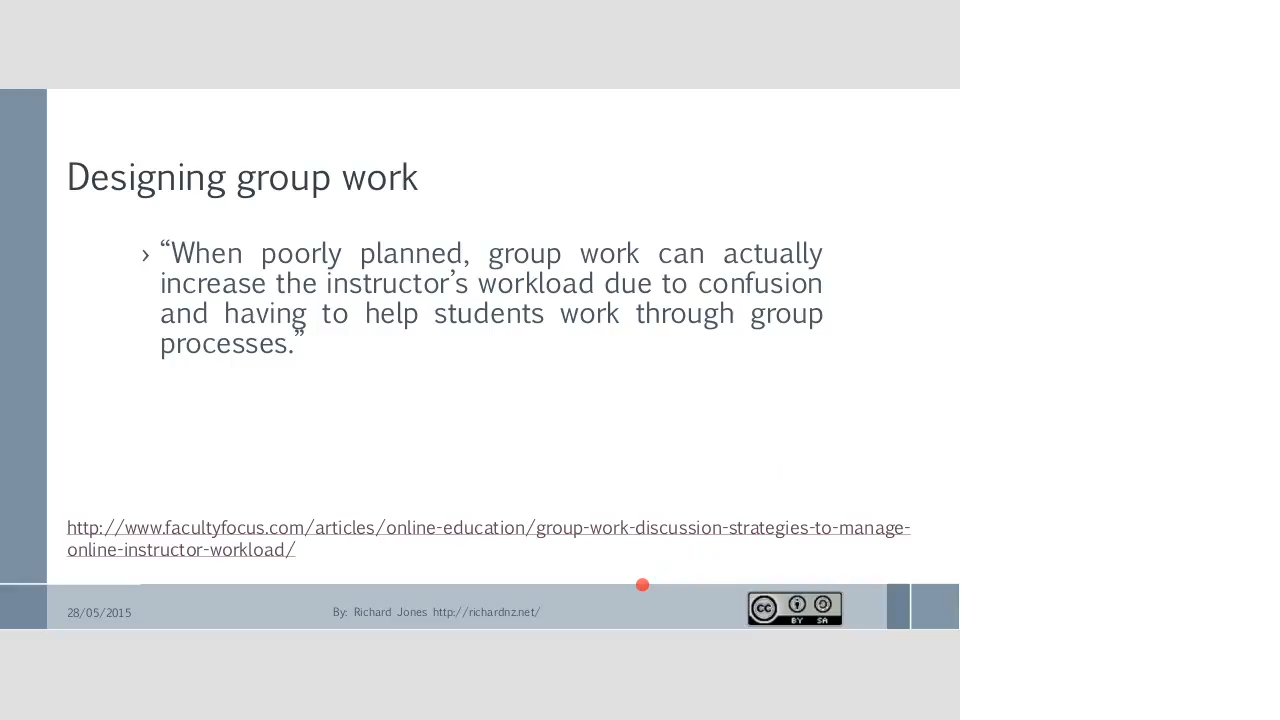 Designing group work
› “When poorly planned, group work can actually
increase the instructor’s workload due to confusion
and having to help students work through group
processes.”
http://www.facultyfocus.com/articles/online-education/group-work-discussion-strategies-to-manage-
online-instructor-workload/
28/05/2015
By: Richard Jones http://richardnz.net/
cc
BY SA